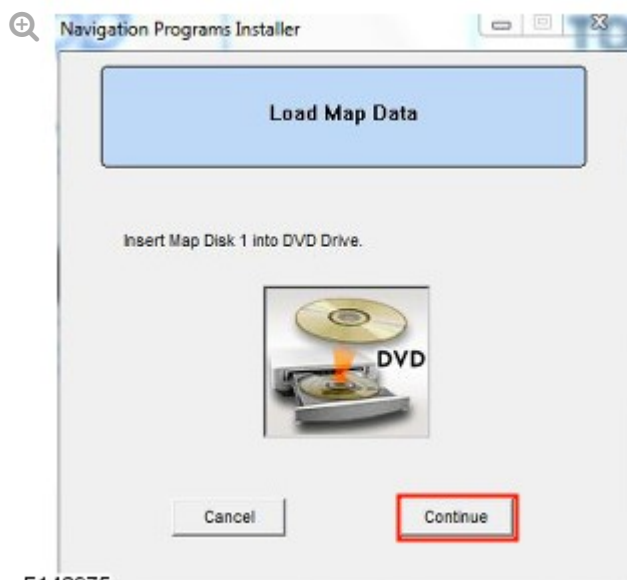 Navigation Programs Installer
Load Map Data
Insert Map Disk 1 into DVD Drive.
DVD
Cancel
Continue